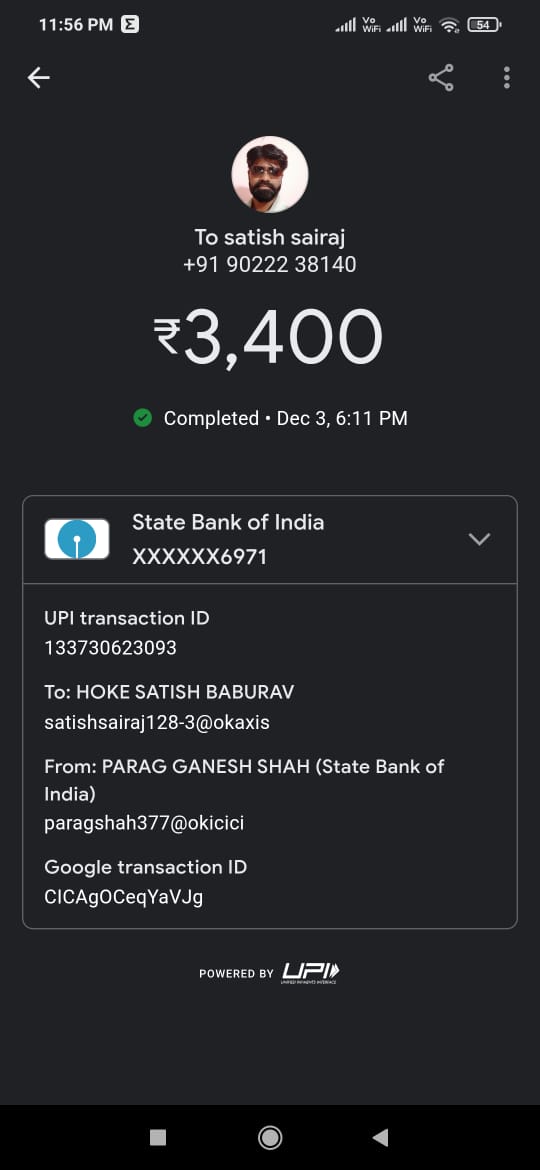 11:56 PM Σ Vo WiFi Vo WiFi 54
To satish sairaj
+91 90222 38140
₹3,400
Completed • Dec 3, 6:11 PM
State Bank of India
XXXXXX6971
UPI transaction ID
133730623093
To: HOKE SATISH BABURAV
satishsairaj128-3@okaxis
From: PARAG GANESH SHAH (State Bank of
India)
paragshah377@okicici
Google transaction ID
CICAgOCeqYaVJg
POWERED BY UPI
UNIFIED PAYMENTS INTERFACE